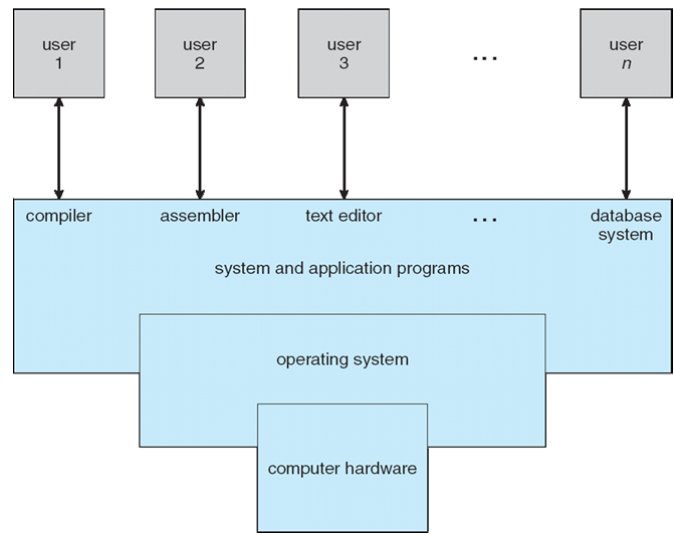 user
1
user
2
user
3
...
user
n
compiler
assembler
text editor
...
database
system
system and application programs
operating system
computer hardware